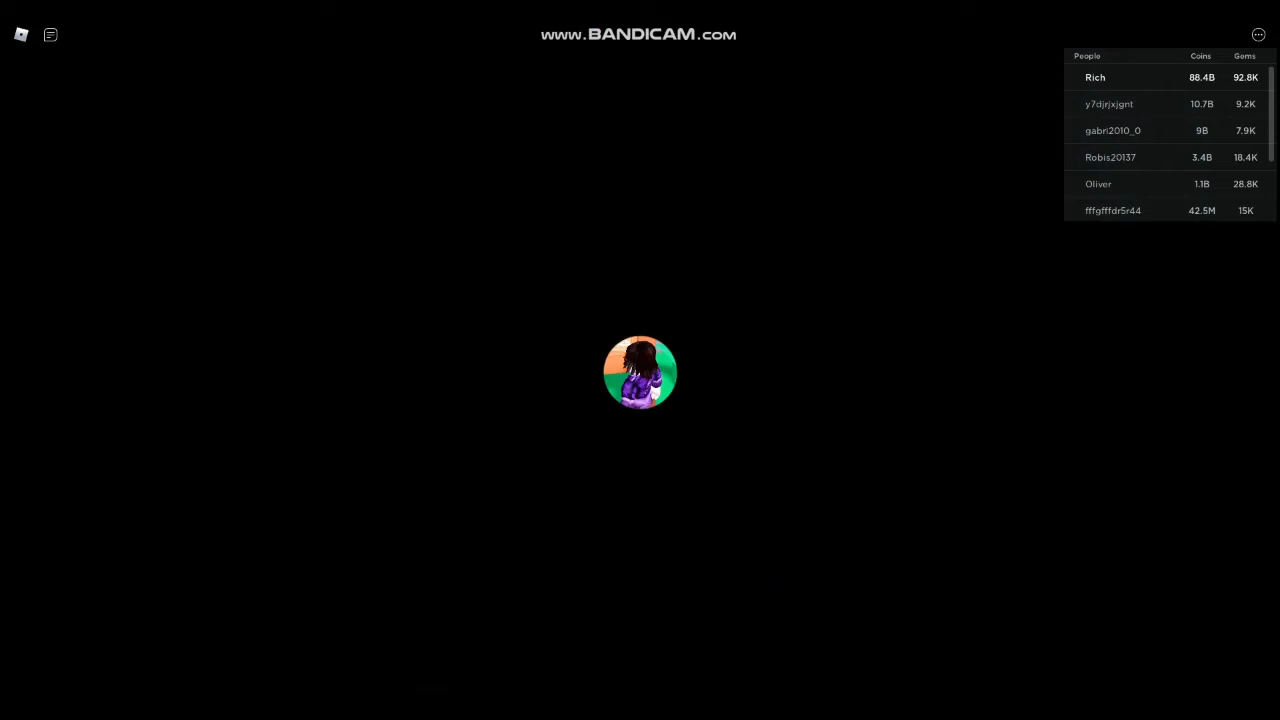 www.BANDICAM.com
People Coins Gems
Rich 88.4B 92.8K
y7djrjxjgnt 10.7B 9.2K
gabri2010_0 9B 7.9K
Robis20137 3.4B 18.4K
Oliver 1.1B 28.8K
fffgfffdr5r44 42.5M 15K